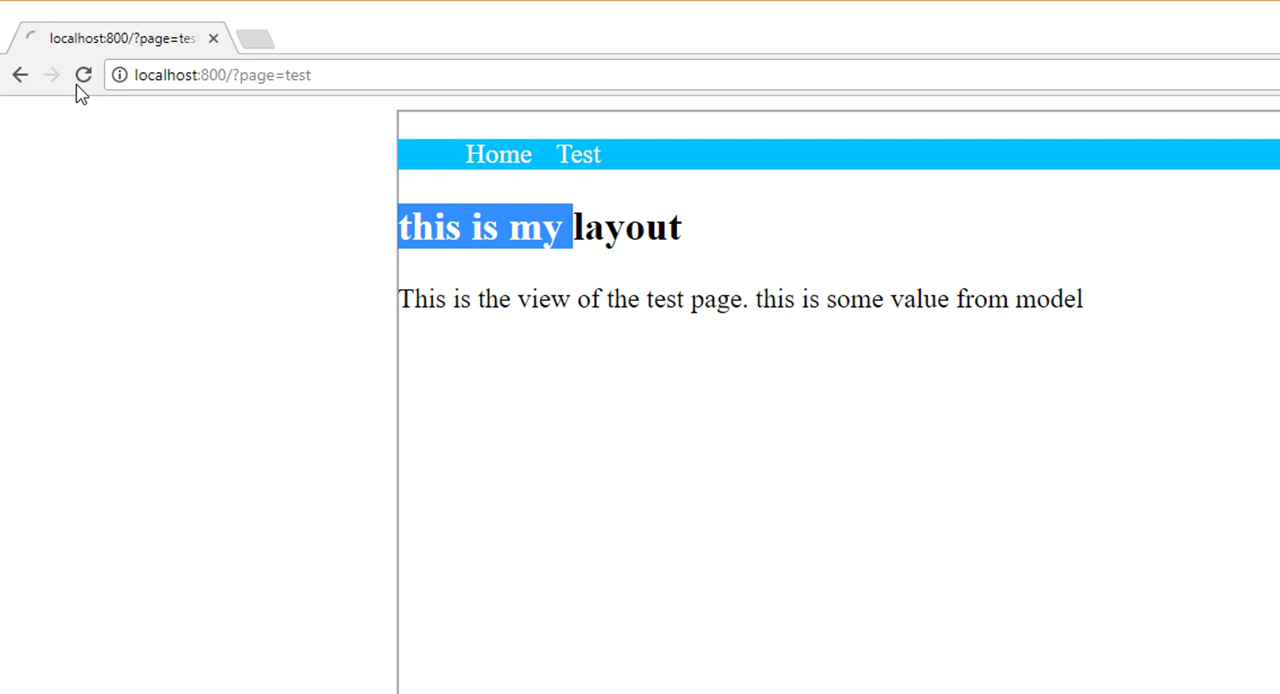 localhost:800/?page=tes
localhost:800/?page=test
Home Test
this is my layout
This is the view of the test page. this is some value from model